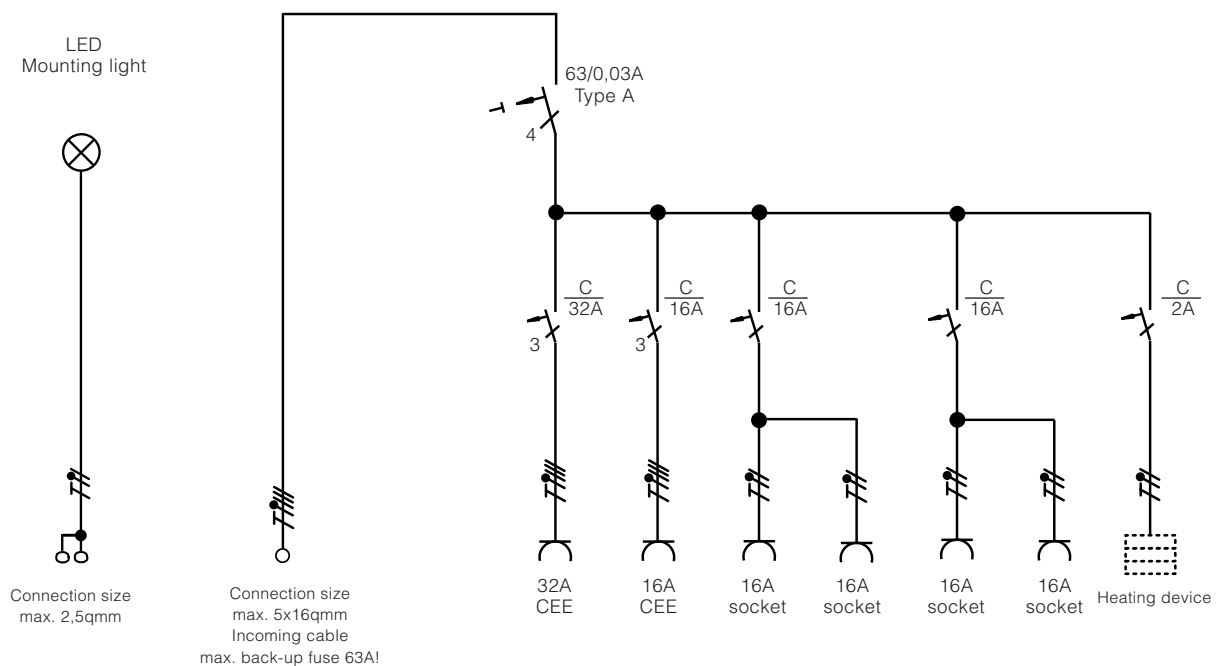 LED
Mounting light
63/0,03A
Type A
4
C
32A
3
C
16A
3
C
16A
C
16A
C
2A
Connection size
max. 2,5qmm
Connection size
max. 5x16qmm
Incoming cable
max. back-up fuse 63A!
32A
CEE
16A
CEE
16A
socket
16A
socket
16A
socket
16A
socket
Heating device